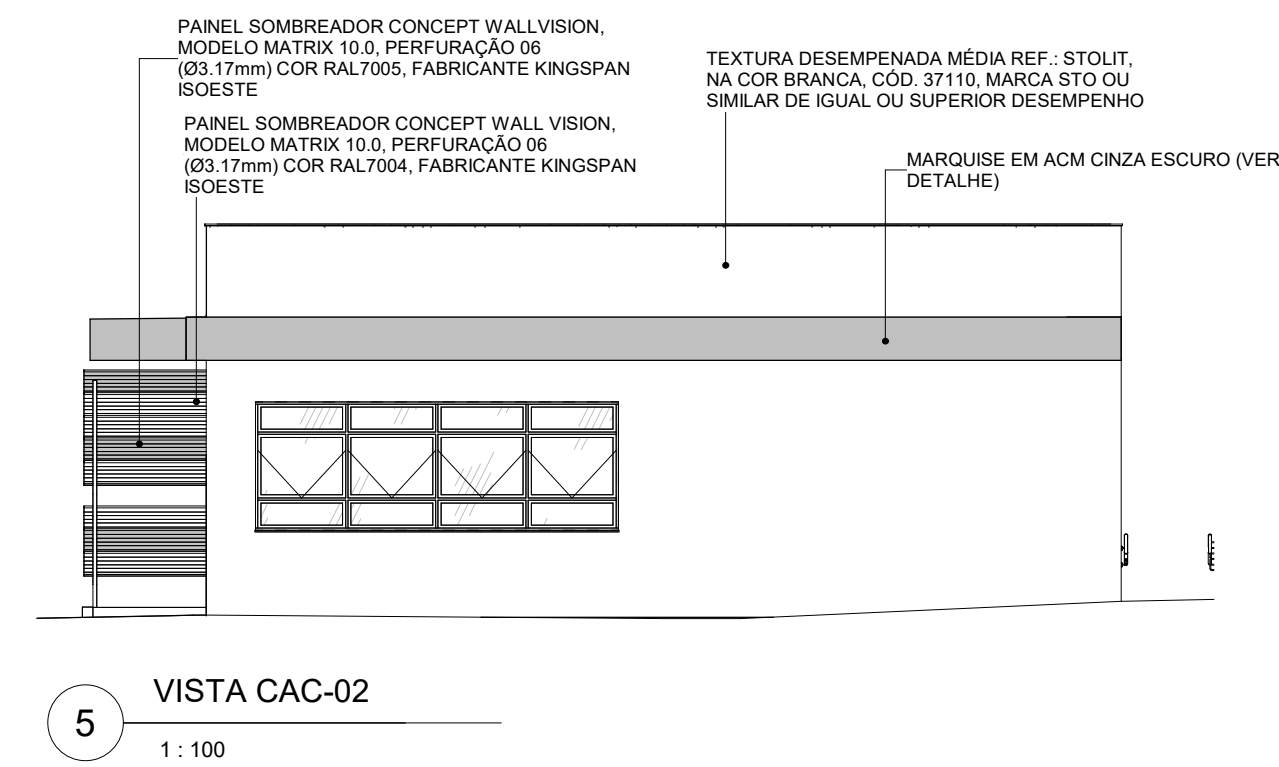 PAINEL SOMBREADOR CONCEPT WALLVISION,
MODELO MATRIX 10.0, PERFURAÇÃO 06
(Ø3.17mm) COR RAL7005, FABRICANTE KINGSPAN
ISOESTE
PAINEL SOMBREADOR CONCEPT WALL VISION,
MODELO MATRIX 10.0, PERFURAÇÃO 06
(Ø3.17mm) COR RAL7004, FABRICANTE KINGSPAN
ISOESTE
TEXTURA DESEMPENADA MÉDIA REF.: STOLIT,
NA COR BRANCA, CÓD. 37110, MARCA STO OU
SIMILAR DE IGUAL OU SUPERIOR DESEMPENHO
MARQUISE EM ACM CINZA ESCURO (VER
DETALHE)
5
VISTA CAC-02
1 : 100